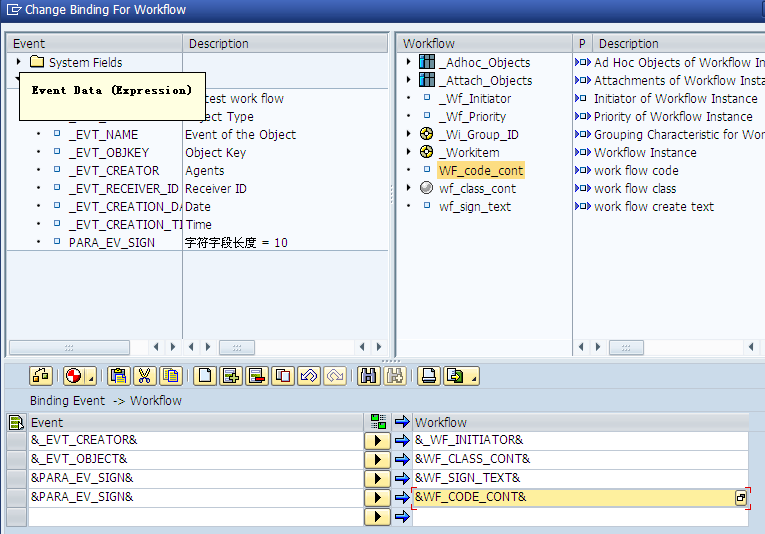 Change Binding For Workflow
Event Description
System Fields
Event Data (Expression)
test work flow
ject Type
_EVT_NAME Event of the Object
_EVT_OBJKEY Object Key
_EVT_CREATOR Agents
_EVT_RECEIVER_ID Receiver ID
_EVT_CREATION_DA Date
_EVT_CREATION_TI Time
PARA_EV_SIGN 字符字段长度 = 10
Workflow P Description
_Adhoc_Objects Ad Hoc Objects of Workflow In
_Attach_Objects Attachments of Workflow Insta
_Wf_Initiator Initiator of Workflow Instance
_Wf_Priority Priority of Workflow Instance
_Wi_Group_ID Grouping Characteristic for Wor
_Workitem Workflow Instance
WF_code_cont work flow code
wf_class_cont work flow class
wf_sign_text work flow create text
Binding Event -> Workflow
Event Workflow
&_EVT_CREATOR& &_WF_INITIATOR&
&_EVT_OBJECT& &WF_CLASS_CONT&
&PARA_EV_SIGN& &WF_SIGN_TEXT&
&PARA_EV_SIGN& &WF_CODE_CONT&